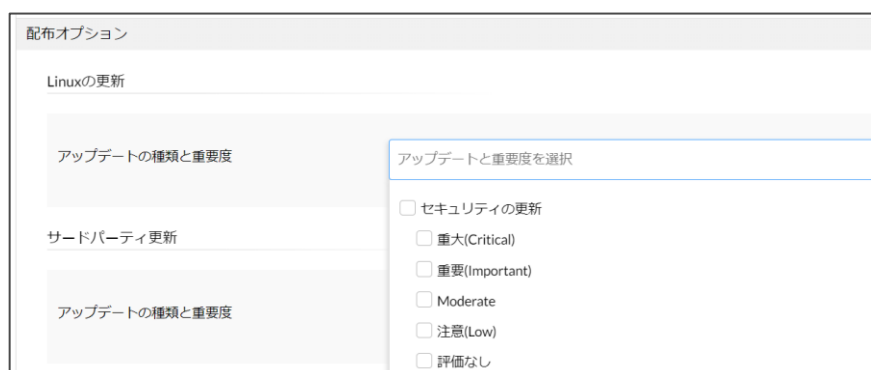 配布オプション
Linuxの更新
アップデートの種類と重要度
アップデートと重要度を選択
セキュリティの更新
重大(Critical)
重要(Important)
Moderate
注意(Low)
評価なし
サードパーティ更新
アップデートの種類と重要度